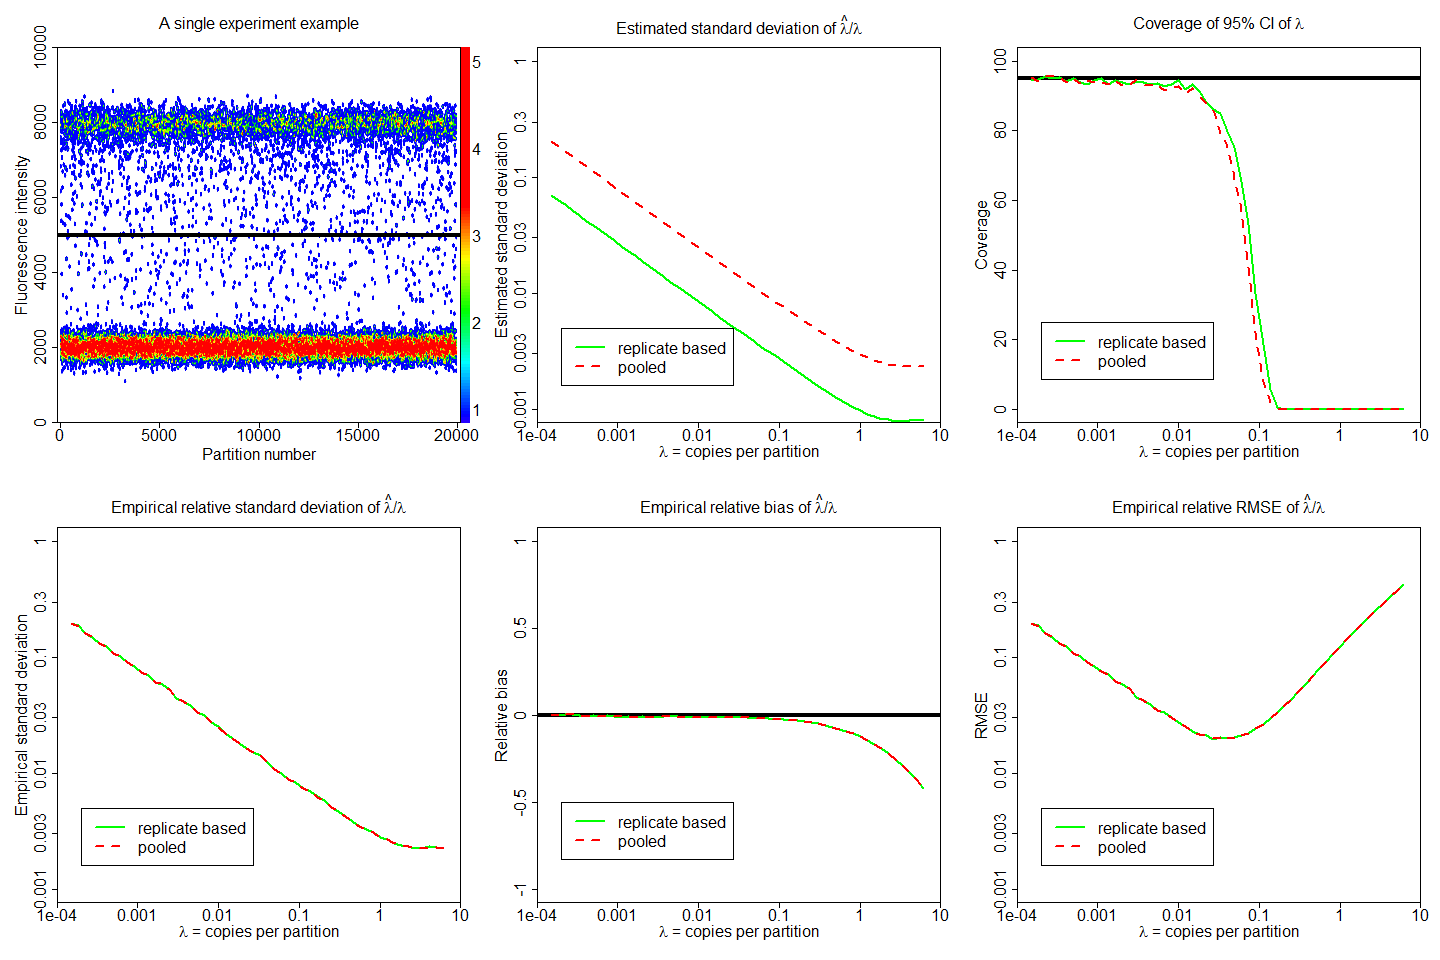 A single experiment example
Fluorescence intensity
0 2000 4000 6000 8000 10000
5
4
3
2
1
0 5000 10000 15000 20000
Partition number
Estimated standard deviation of λ̂/λ
Estimated standard deviation
0.001 0.003 0.01 0.03 0.1 0.3 1
replicate based
pooled
1e-04 0.001 0.01 0.1 1 10
λ = copies per partition
Coverage of 95% CI of λ
Coverage
0 20 40 60 80 100
replicate based
pooled
1e-04 0.001 0.01 0.1 1 10
λ = copies per partition
Empirical relative standard deviation of λ̂/λ
Empirical standard deviation
0.001 0.003 0.01 0.03 0.1 0.3 1
replicate based
pooled
1e-04 0.001 0.01 0.1 1 10
λ = copies per partition
Empirical relative bias of λ̂/λ
Relative bias
-1 -0.5 0 0.5 1
replicate based
pooled
1e-04 0.001 0.01 0.1 1 10
λ = copies per partition
Empirical relative RMSE of λ̂/λ
RMSE
0.001 0.003 0.01 0.03 0.1 0.3 1
replicate based
pooled
1e-04 0.001 0.01 0.1 1 10
λ = copies per partition